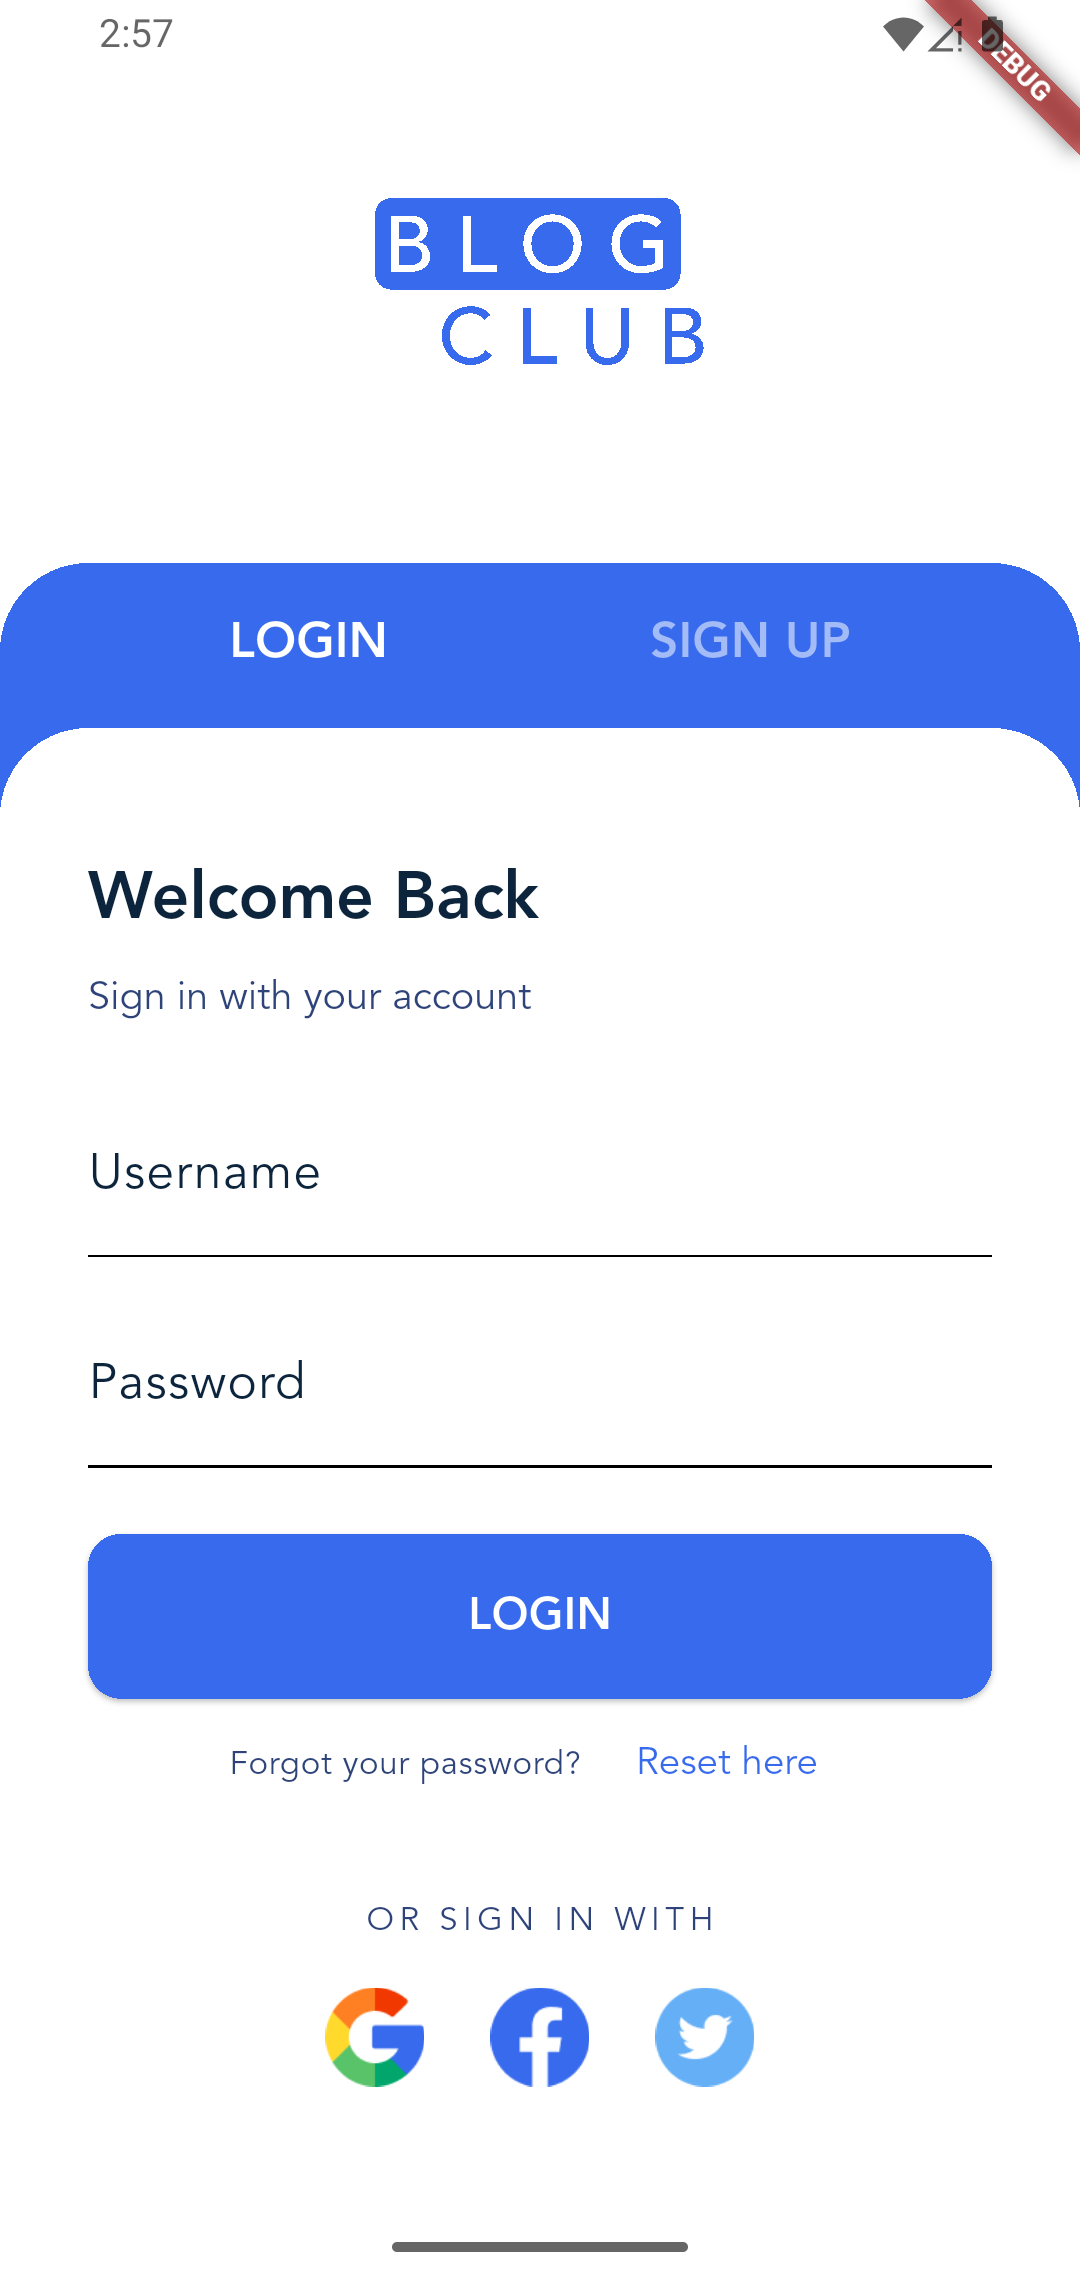 2:57
DEBUG
BLOG
CLUB
LOGIN SIGN UP
Welcome Back
Sign in with your account
Username
Password
LOGIN
Forgot your password? Reset here
OR SIGN IN WITH